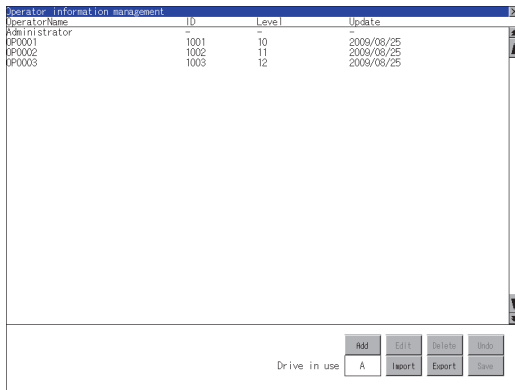 Operator information management
OperatorName ID Level Update
Administrator - - -
OP0001 1001 10 2009/08/25
OP0002 1002 11 2009/08/25
OP0003 1003 12 2009/08/25
Add Edit Delete Undo
Drive in use A Import Export Save